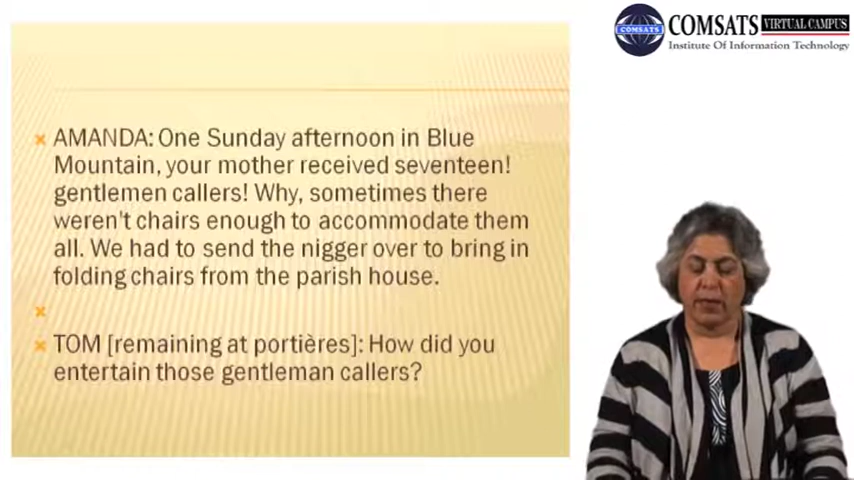 COMSATS VIRTUAL CAMPUS
COMSATS
Institute Of Information Technology
AMANDA: One Sunday afternoon in Blue
Mountain, your mother received seventeen!
gentlemen callers! Why, sometimes there
weren't chairs enough to accommodate them
all. We had to send the nigger over to bring in
folding chairs from the parish house.
TOM [remaining at portières]: How did you
entertain those gentleman callers?